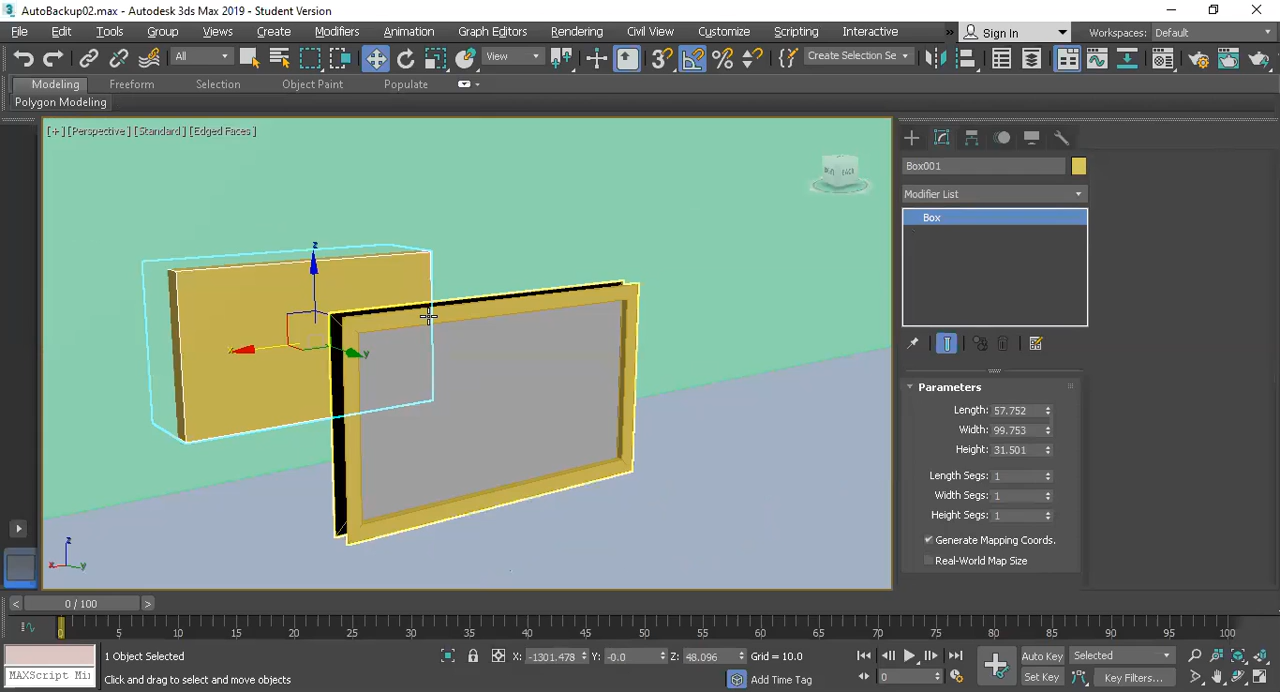 AutoBackup02.max - Autodesk 3ds Max 2019 - Student Version
File Edit Tools Group Views Create Modifiers Animation Graph Editors Rendering Civil View Customize Scripting Interactive » Sign In Workspaces: Default
All View Create Selection Se
Modeling Freeform Selection Object Paint Populate
Polygon Modeling
[+] [Perspective] [Standard] [Edged Faces]
BACK
Box001
Modifier List
Box
z
x
y
Parameters
Length: 57.752
Width: 99.753
Height: 31.501
Length Segs: 1
Width Segs: 1
Height Segs: 1
Generate Mapping Coords.
Real-World Map Size
z
x
y
< 0 / 100 >
0 5 10 15 20 25 30 35 40 45 50 55 60 65 70 75 80 85 90 95 100
1 Object Selected X: -1301.478 Y: -0.0 Z: 48.096 Grid = 10.0 Auto Key Selected
MAXScript Mi Click and drag to select and move objects Add Time Tag 0 Set Key Key Filters...